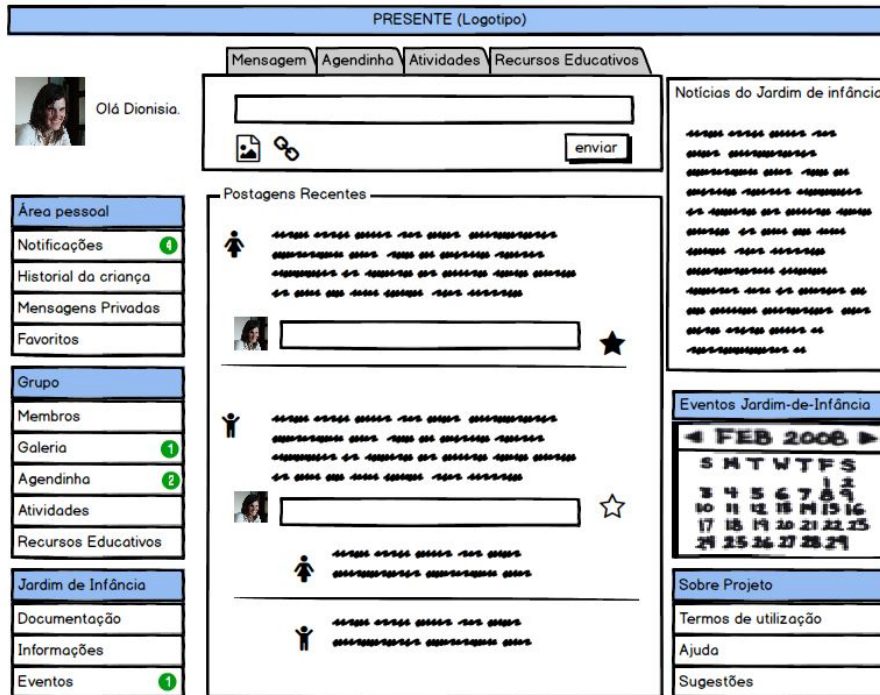 PRESENTE (Logotipo)
Mensagem
Agendinha
Atividades
Recursos Educativos
Olá Dionisia.
enviar
Notícias do Jardim de infância
Área pessoal
Notificações 4
Historial da criança
Mensagens Privadas
Favoritos
Grupo
Membros
Galeria 1
Agendinha 2
Atividades
Recursos Educativos
Jardim de Infância
Documentação
Informações
Eventos 1
Postagens Recentes
Eventos Jardim-de-Infância
FEB 2008
S M T W T F S
1 2
3 4 5 6 7 8 9
10 11 12 13 14 15 16
17 18 19 20 21 22 23
24 25 26 27 28 29
Sobre Projeto
Termos de utilização
Ajuda
Sugestões